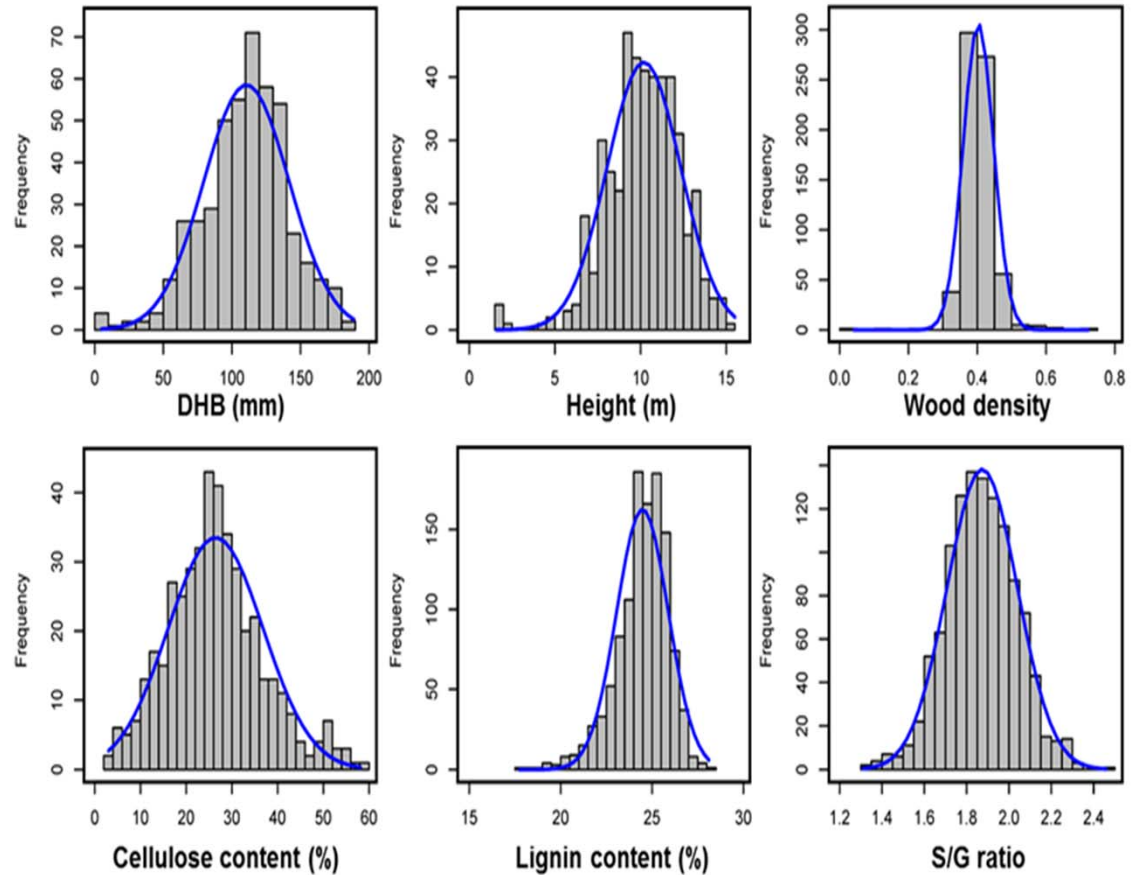 Frequency
0 10 20 30 40 50 60 70
0 50 100 150 200
DHB (mm)
Frequency
0 10 20 30 40
0 5 10 15
Height (m)
Frequency
0 50 100 150 200 250 300
0.0 0.2 0.4 0.6 0.8
Wood density
Frequency
0 10 20 30 40
0 10 20 30 40 50 60
Cellulose content (%)
Frequency
0 50 100 150
15 20 25 30
Lignin content (%)
Frequency
0 20 40 60 80 120
1.2 1.4 1.6 1.8 2.0 2.2 2.4
S/G ratio